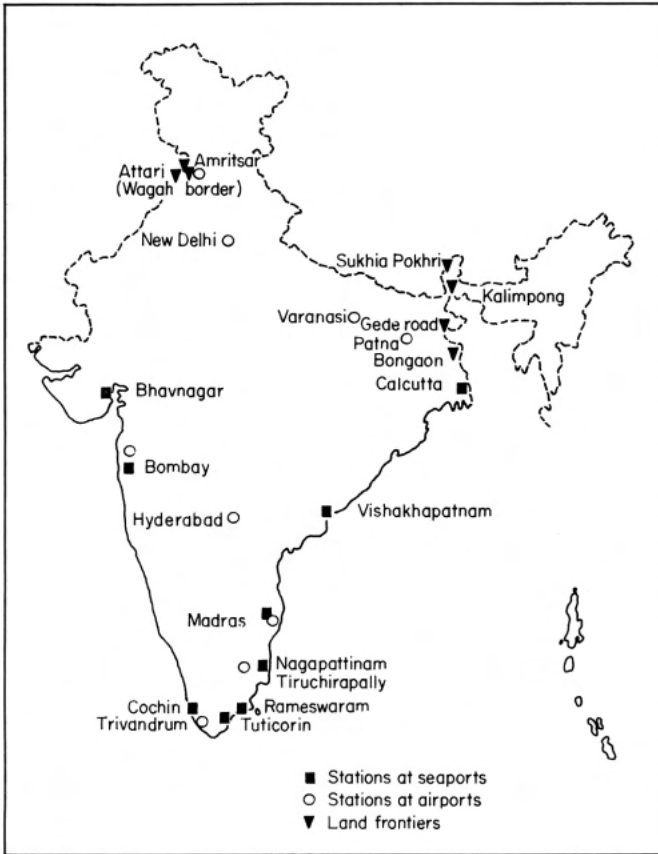 Amritsar
Attari
(Wagah border)
New Delhi
Sukhia Pokhri
Kalimpong
Varanasi
Gede road
Patna
Bongaon
Calcutta
Bhavnagar
Bombay
Vishakhapatnam
Hyderabad
Madras
Nagapattinam
Tiruchirapally
Cochin
Rameswaram
Trivandrum
Tuticorin
Stations at seaports
Stations at airports
Land frontiers